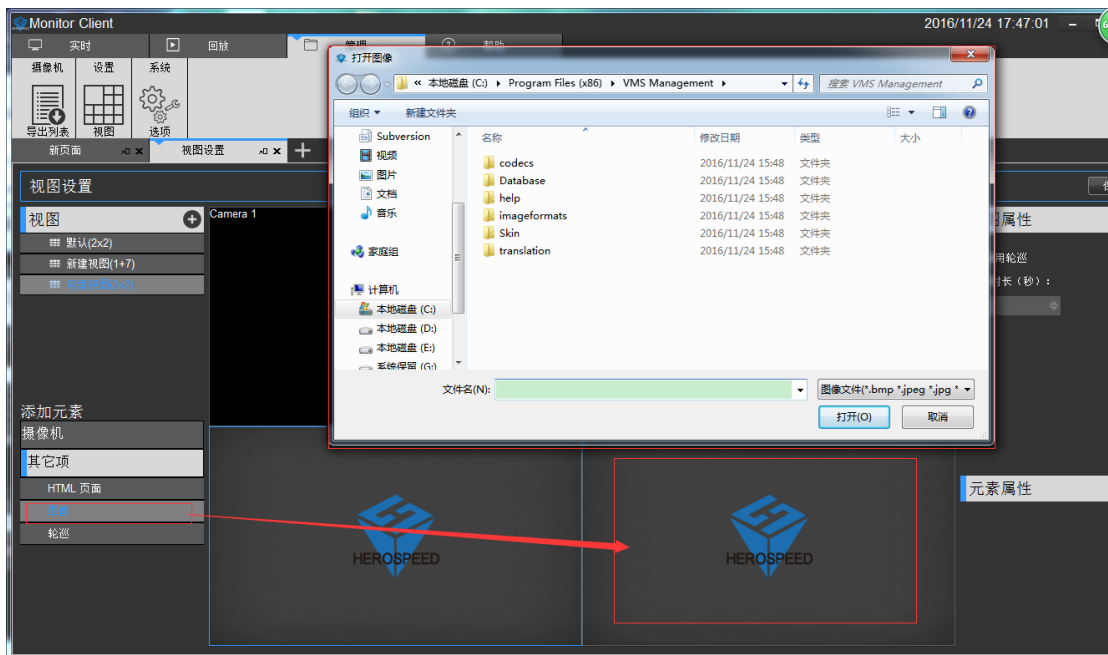 Monitor Client
2016/11/24 17:47:01
实时
回放
管理
帮助
摄像机
设置
系统
导出列表
视图
选项
新页面
视图设置
视图设置
视图
默认(2x2)
新建视图(1+7)
Camera 1
添加元素
摄像机
其它项
HTML 页面
图像
轮巡
打开图像
« 本地磁盘 (C:) Program Files (x86) VMS Management
搜索 VMS Management
组织
新建文件夹
Subversion
视频
图片
文档
音乐
家庭组
计算机
本地磁盘 (C:)
本地磁盘 (D:)
本地磁盘 (E:)
系统保留 (G:)
名称 修改日期 类型 大小
codecs 2016/11/24 15:48 文件夹
Database 2016/11/24 15:48 文件夹
help 2016/11/24 15:48 文件夹
imageformats 2016/11/24 15:48 文件夹
Skin 2016/11/24 15:48 文件夹
translation 2016/11/24 15:48 文件夹
文件名(N):
图像文件(*.bmp *.jpeg *.jpg *
打开(O)
取消
属性
用轮巡
时长（秒）:
元素属性
HEROSPEED
HEROSPEED